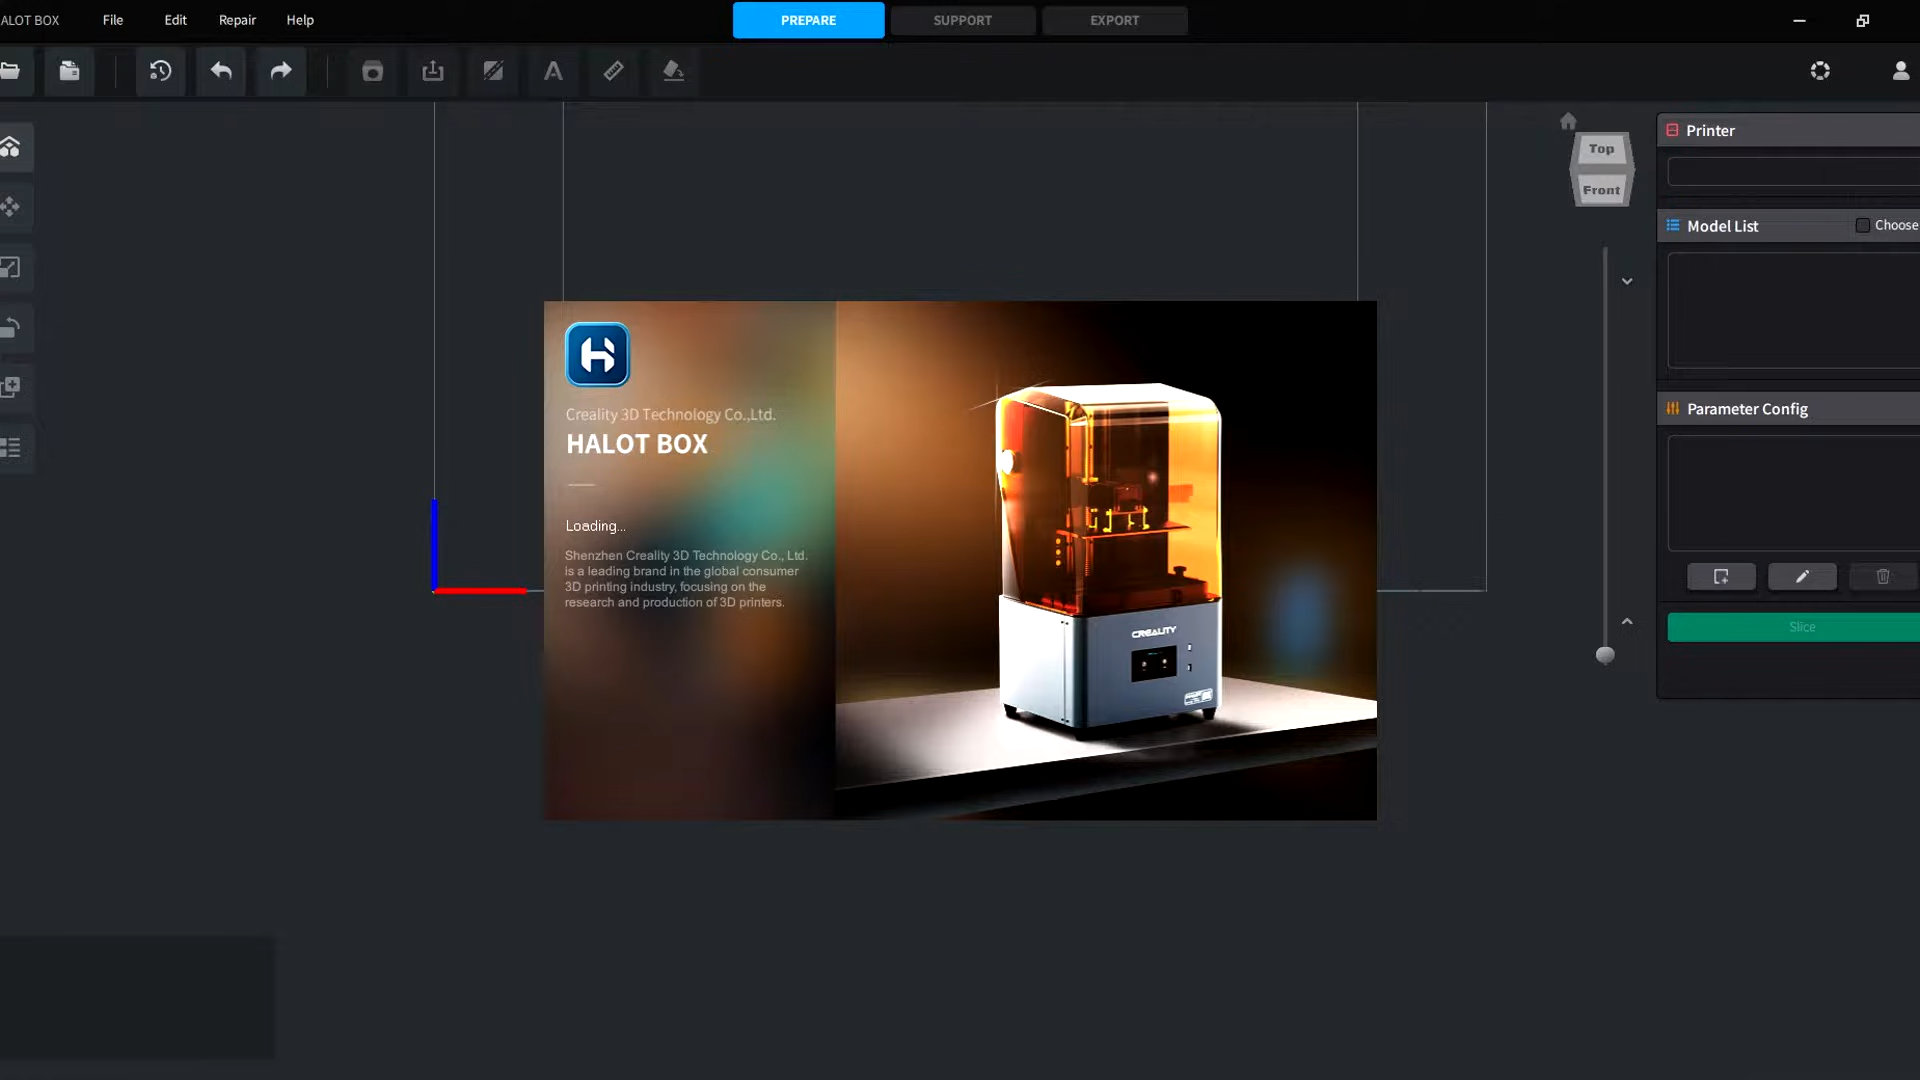 ALOT BOX
File
Edit
Repair
Help
PREPARE
SUPPORT
EXPORT
Top
Front
Printer
Model List
Choose
Parameter Config
Slice
Creality 3D Technology Co.,Ltd.
HALOT BOX
Loading...
Shenzhen Creality 3D Technology Co., Ltd.
is a leading brand in the global consumer
3D printing industry, focusing on the
research and production of 3D printers.
CREALITY